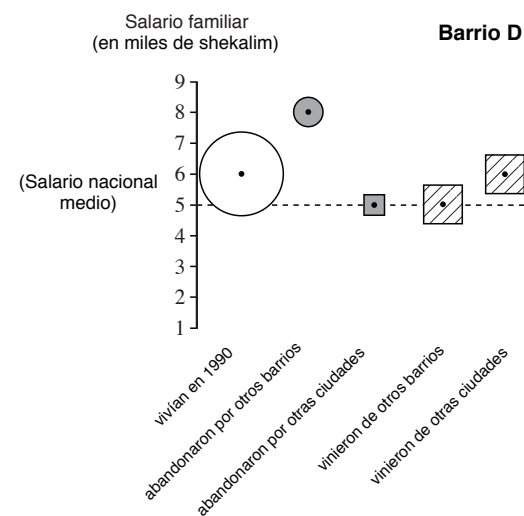 Salario familiar
(en miles de shekalim)
Barrio D
9
8
7
6
(Salario nacional
medio)
5
4
3
2
1
vivían en 1990
abandonaron por otros barrios
abandonaron por otras ciudades
vinieron de otros barrios
vinieron de otras ciudades